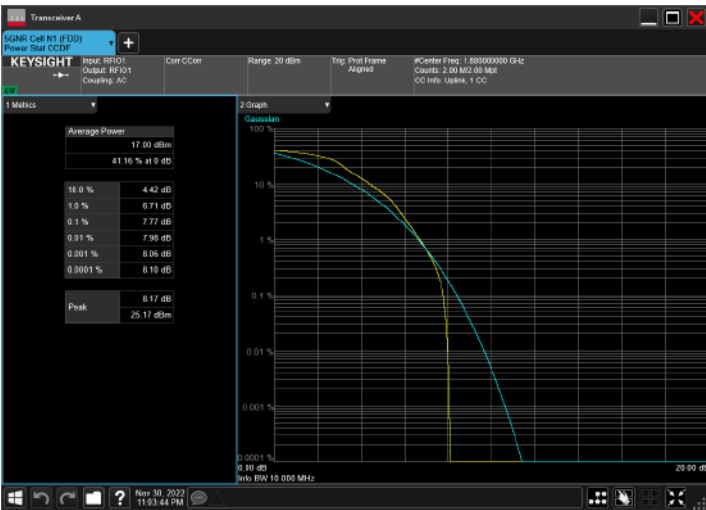 Transceiver A
5GNR Cell N1 (FDD)
Power Stat CCDF
KEYSIGHT
Input: RFIO1
Output: RFIO1
Coupling: AC
Corr CCorr
Range: 20 dBm
Trig: Prot Frame
Aligned
#Center Freq: 1.880000000 GHz
Counts: 2.00 M/2.00 Mpt
CC Info: Uplink, 1 CC
1 Metrics
Average Power
17.00 dBm
41.16 % at 0 dB
10.0 % 4.42 dB
1.0 % 6.71 dB
0.1 % 7.77 dB
0.01 % 7.98 dB
0.001 % 8.06 dB
0.0001 % 8.10 dB
Peak
8.17 dB
25.17 dBm
2 Graph
Gaussian
100 %
10 %
1 %
0.1 %
0.01 %
0.001 %
0.0001 %
0.00 dB
20.00 dB
Info BW 10.000 MHz
?
Nov 30, 2022
11:03:44 PM